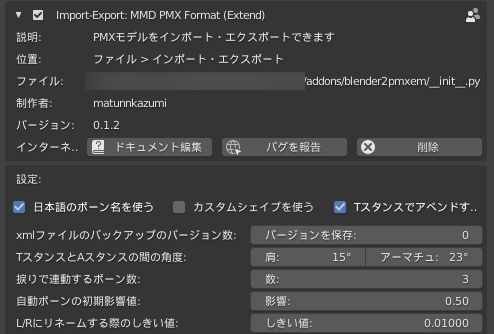 Import-Export: MMD PMX Format (Extend)
説明: PMXモデルをインポート・エクスポートできます
位置: ファイル > インポート・エクスポート
ファイル: /addons/blender2pmxem/__init__.py
制作者: matunnkazumi
バージョン: 0.1.2
インターネ.. ドキュメント編集 バグを報告 削除
設定:
日本語のボーン名を使う カスタムシェイプを使う Tスタンスでアペンドす..
xmlファイルのバックアップのバージョン数: バージョンを保存: 0
TスタンスとAスタンスの間の角度: 肩: 15° アーマチュ: 23°
捩りで連動するボーン数: 数: 3
自動ボーンの初期影響値: 影響: 0.50
L/Rにリネームする際のしきい値: しきい値: 0.01000